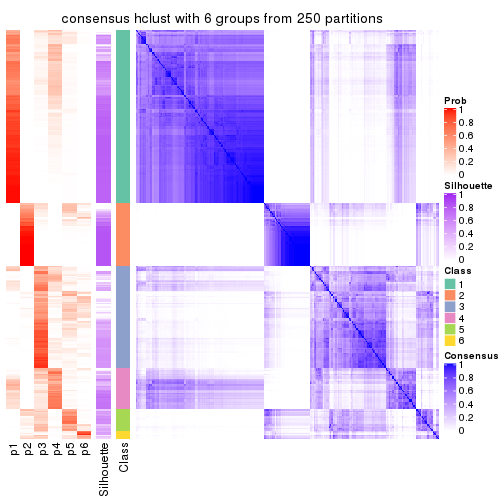 consensus hclust with 6 groups from 250 partitions
Prob
1
0.8
0.6
0.4
0.2
0
Silhouette
1
0.8
0.6
0.4
0.2
0
Class
1
2
3
4
5
6
Consensus
1
0.8
0.6
0.4
0.2
0
p1
p2
p3
p4
p5
p6
Silhouette
Class